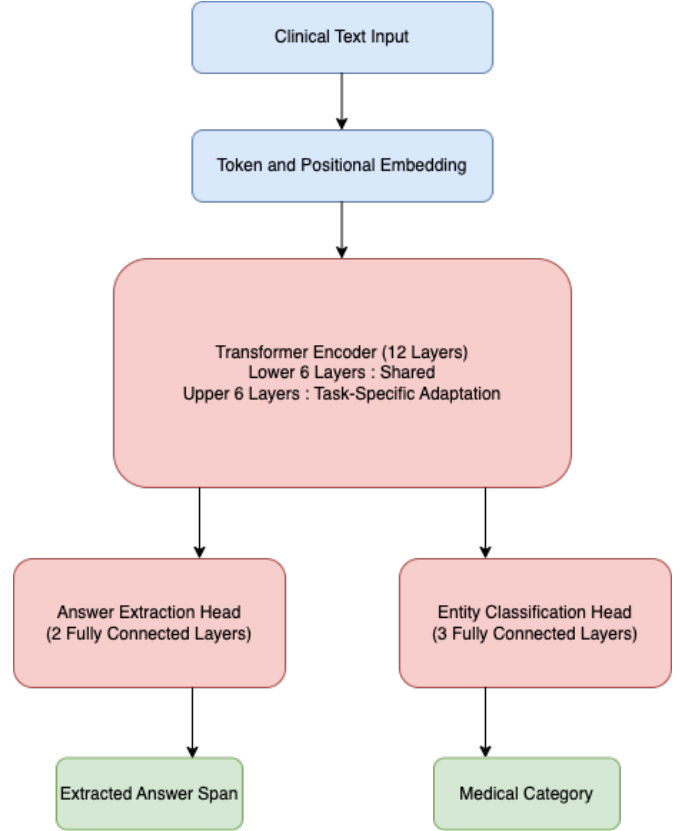 Clinical Text Input
Token and Positional Embedding
Transformer Encoder (12 Layers)
Lower 6 Layers : Shared
Upper 6 Layers : Task-Specific Adaptation
Answer Extraction Head
(2 Fully Connected Layers)
Entity Classification Head
(3 Fully Connected Layers)
Extracted Answer Span
Medical Category